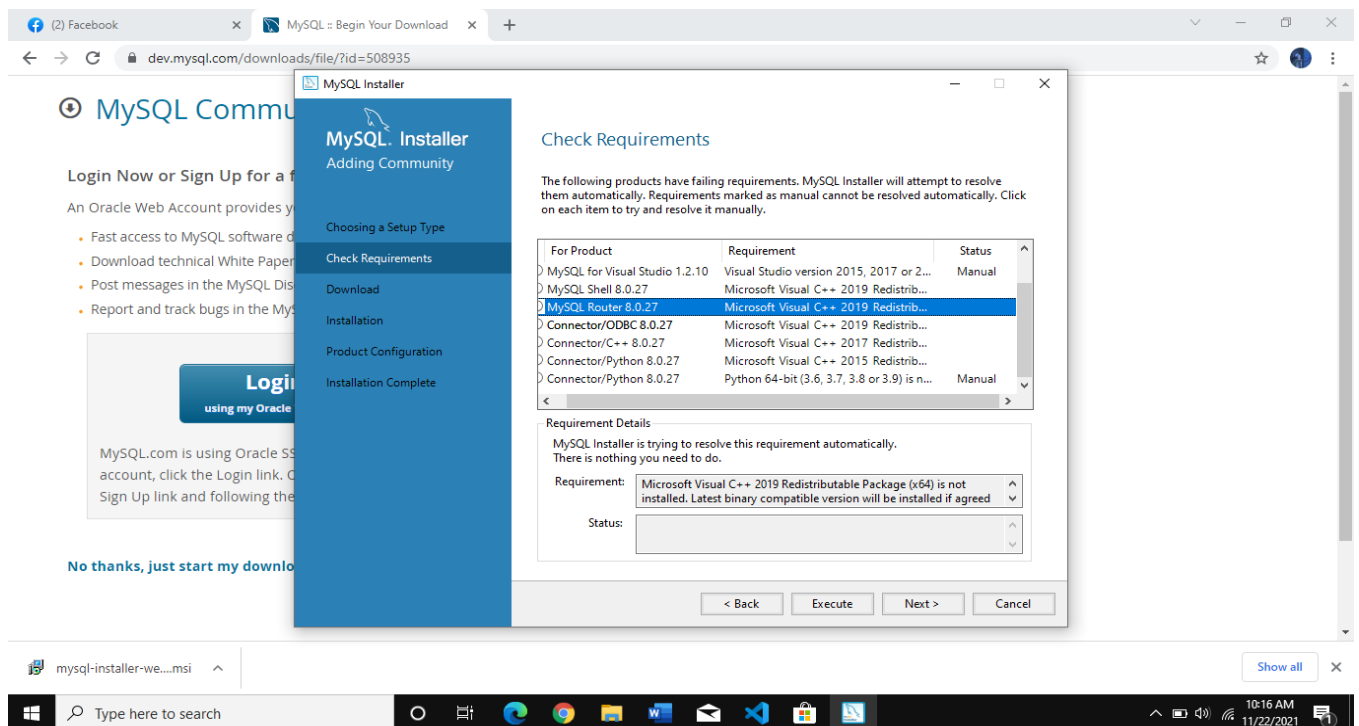 (2) Facebook
MySQL :: Begin Your Download
dev.mysql.com/downloads/file/?id=508935
MySQL Commu
Login Now or Sign Up for a f
An Oracle Web Account provides y
Fast access to MySQL software d
Download technical White Paper
Post messages in the MySQL Dis
Report and track bugs in the MyS
Logi
using my Oracle
MySQL.com is using Oracle SS
account, click the Login link. O
Sign Up link and following the
No thanks, just start my downlo
MySQL Installer
MySQL. Installer
Adding Community
Choosing a Setup Type
Check Requirements
Download
Installation
Product Configuration
Installation Complete
Check Requirements
The following products have failing requirements. MySQL Installer will attempt to resolve
them automatically. Requirements marked as manual cannot be resolved automatically. Click
on each item to try and resolve it manually.
For Product Requirement Status
MySQL for Visual Studio 1.2.10 Visual Studio version 2015, 2017 or 2... Manual
MySQL Shell 8.0.27 Microsoft Visual C++ 2019 Redistrib...
MySQL Router 8.0.27 Microsoft Visual C++ 2019 Redistrib...
Connector/ODBC 8.0.27 Microsoft Visual C++ 2019 Redistrib...
Connector/C++ 8.0.27 Microsoft Visual C++ 2017 Redistrib...
Connector/Python 8.0.27 Microsoft Visual C++ 2015 Redistrib...
Connector/Python 8.0.27 Python 64-bit (3.6, 3.7, 3.8 or 3.9) is n... Manual
Requirement Details
MySQL Installer is trying to resolve this requirement automatically.
There is nothing you need to do.
Requirement: Microsoft Visual C++ 2019 Redistributable Package (x64) is not
installed. Latest binary compatible version will be installed if agreed
Status:
< Back Execute Next > Cancel
mysql-installer-we....msi
Show all
Type here to search
10:16 AM
11/22/2021
1